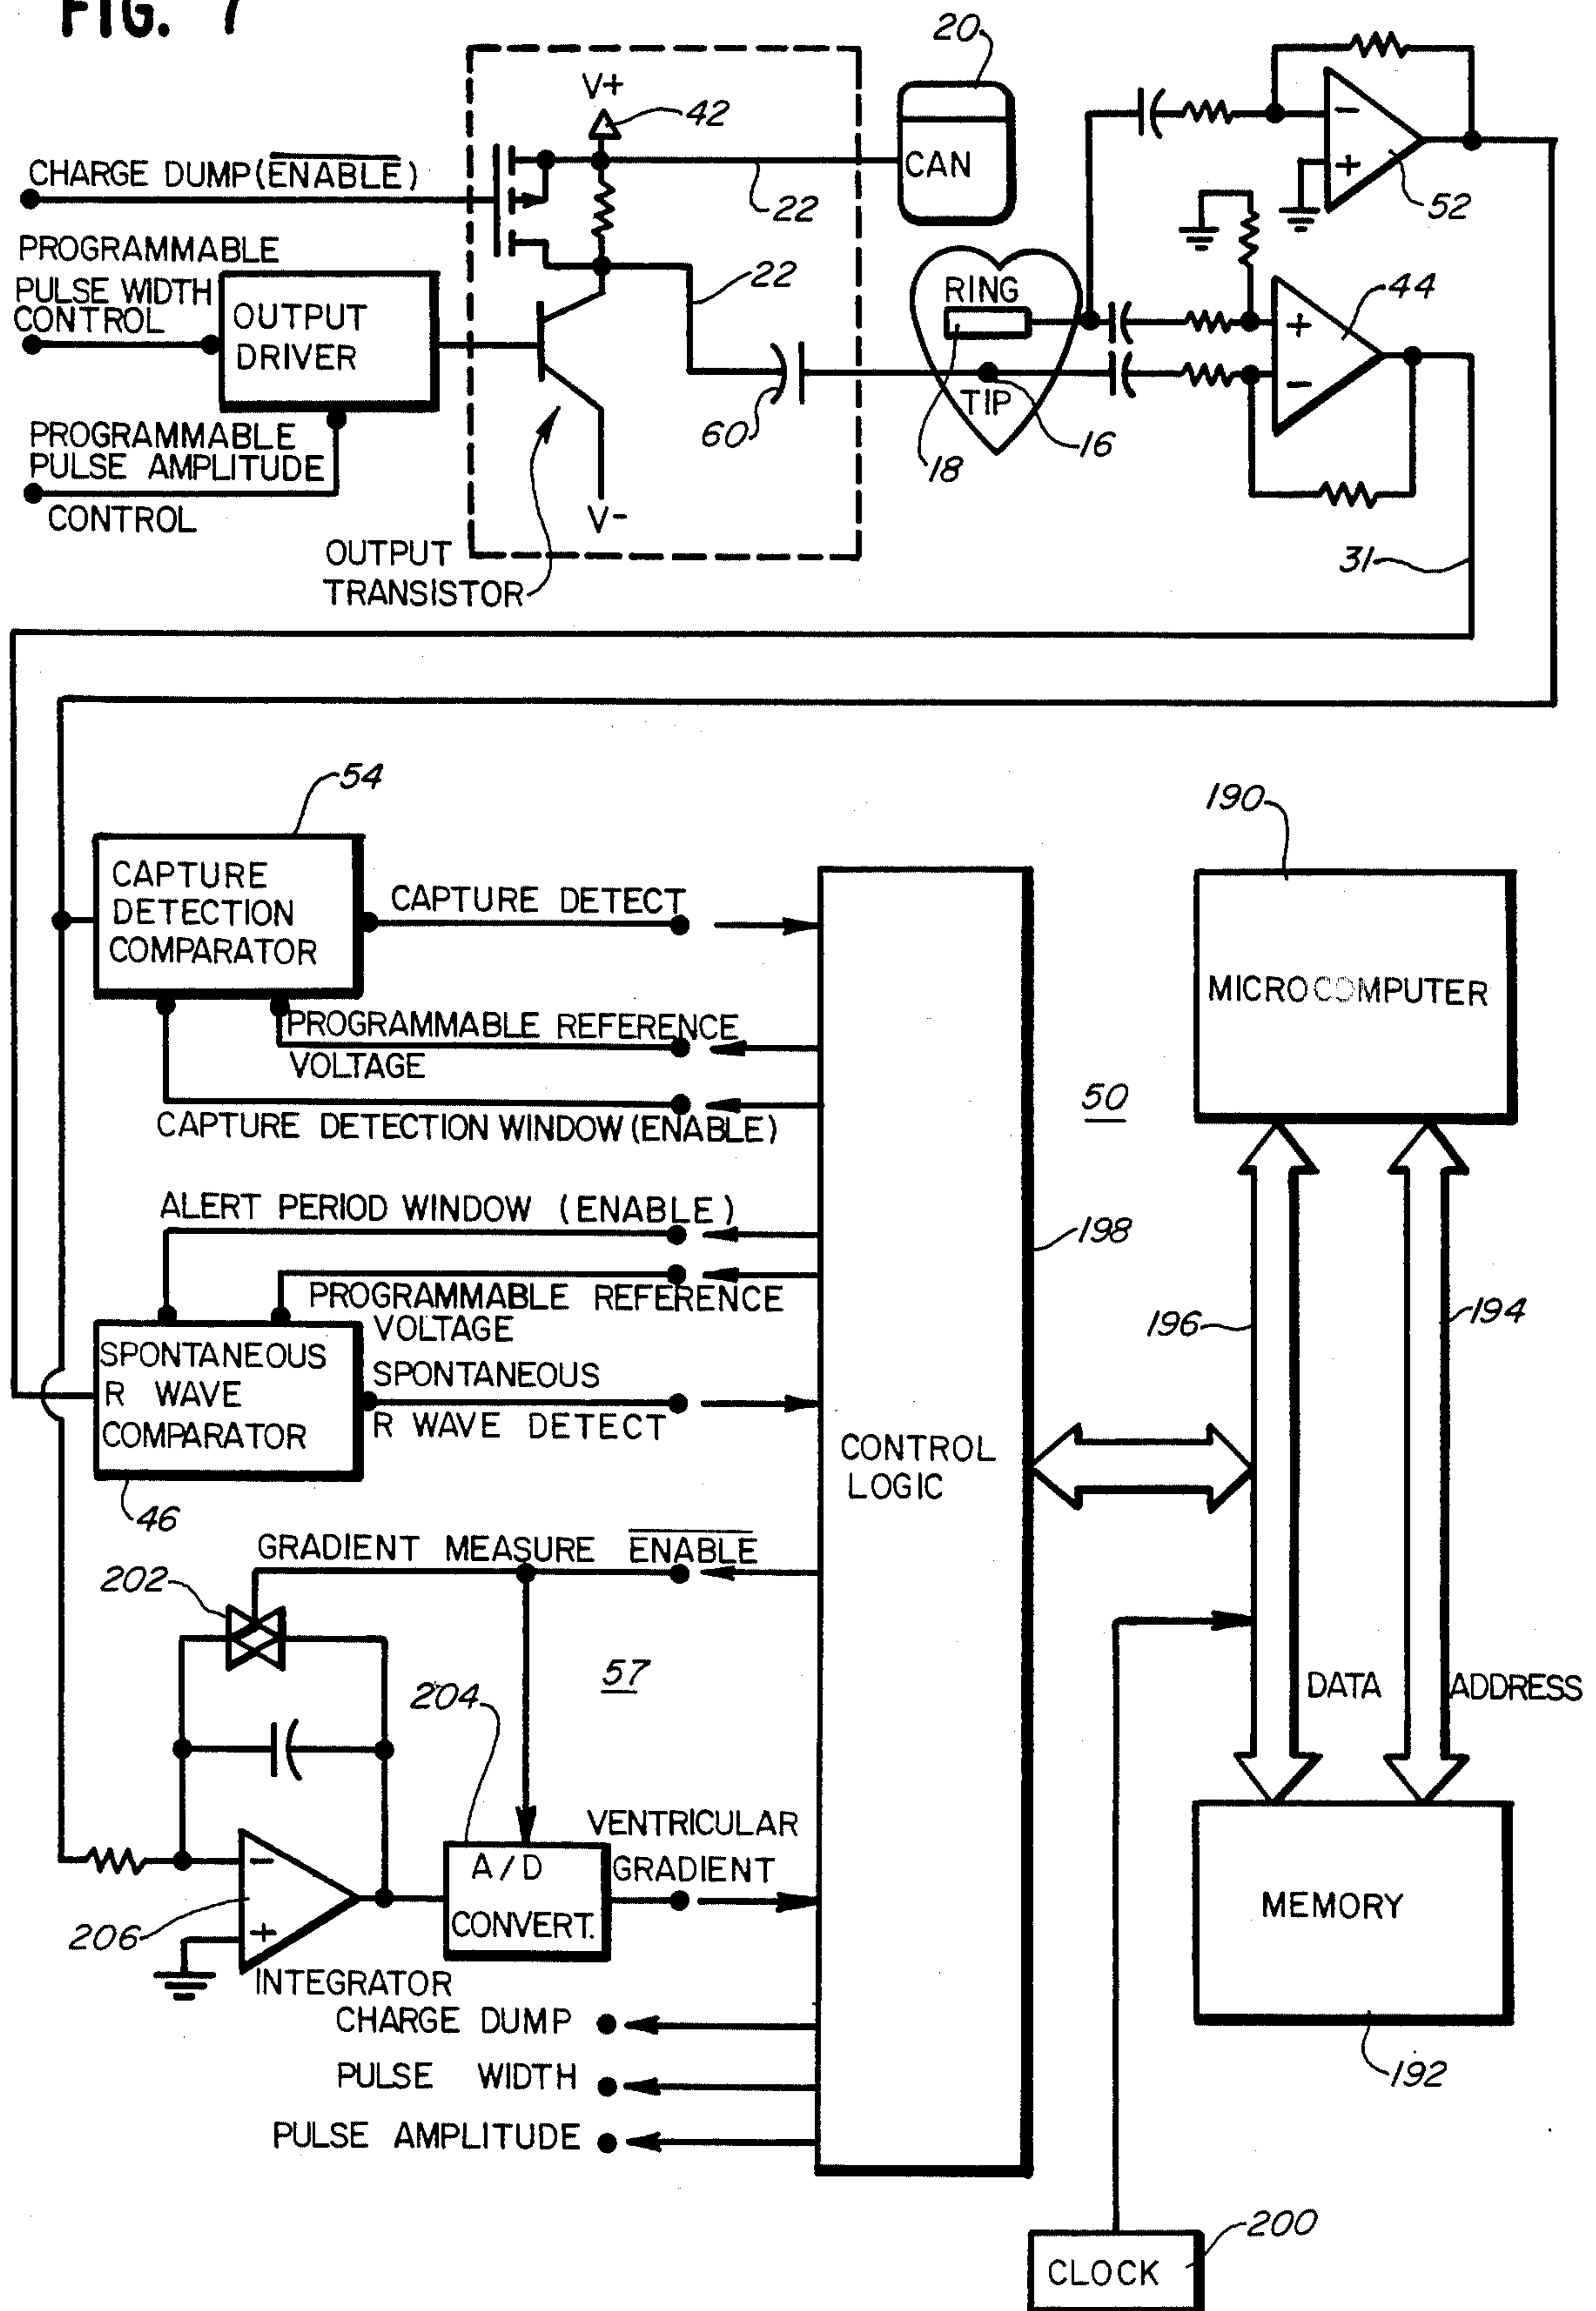 FIG. 7
20
V+
42
CHARGE DUMP (ENABLE)
CAN
22
52
PROGRAMMABLE
PULSE WIDTH
CONTROL
OUTPUT
DRIVER
22
RING
44
+
−
−
+
60
TIP
18
16
PROGRAMMABLE
PULSE AMPLITUDE
CONTROL
V-
OUTPUT
TRANSISTOR
31
54
190
CAPTURE
DETECTION
COMPARATOR
CAPTURE DETECT
MICROCOMPUTER
PROGRAMMABLE REFERENCE
VOLTAGE
50
CAPTURE DETECTION WINDOW (ENABLE)
ALERT PERIOD WINDOW (ENABLE)
198
PROGRAMMABLE REFERENCE
VOLTAGE
196
194
SPONTANEOUS
R WAVE
COMPARATOR
SPONTANEOUS
R WAVE DETECT
CONTROL
LOGIC
46
GRADIENT MEASURE ENABLE
202
57
204
DATA
ADDRESS
VENTRICULAR
GRADIENT
A/D
CONVERT.
−
+
206
MEMORY
INTEGRATOR
CHARGE DUMP
PULSE WIDTH
192
PULSE AMPLITUDE
200
CLOCK